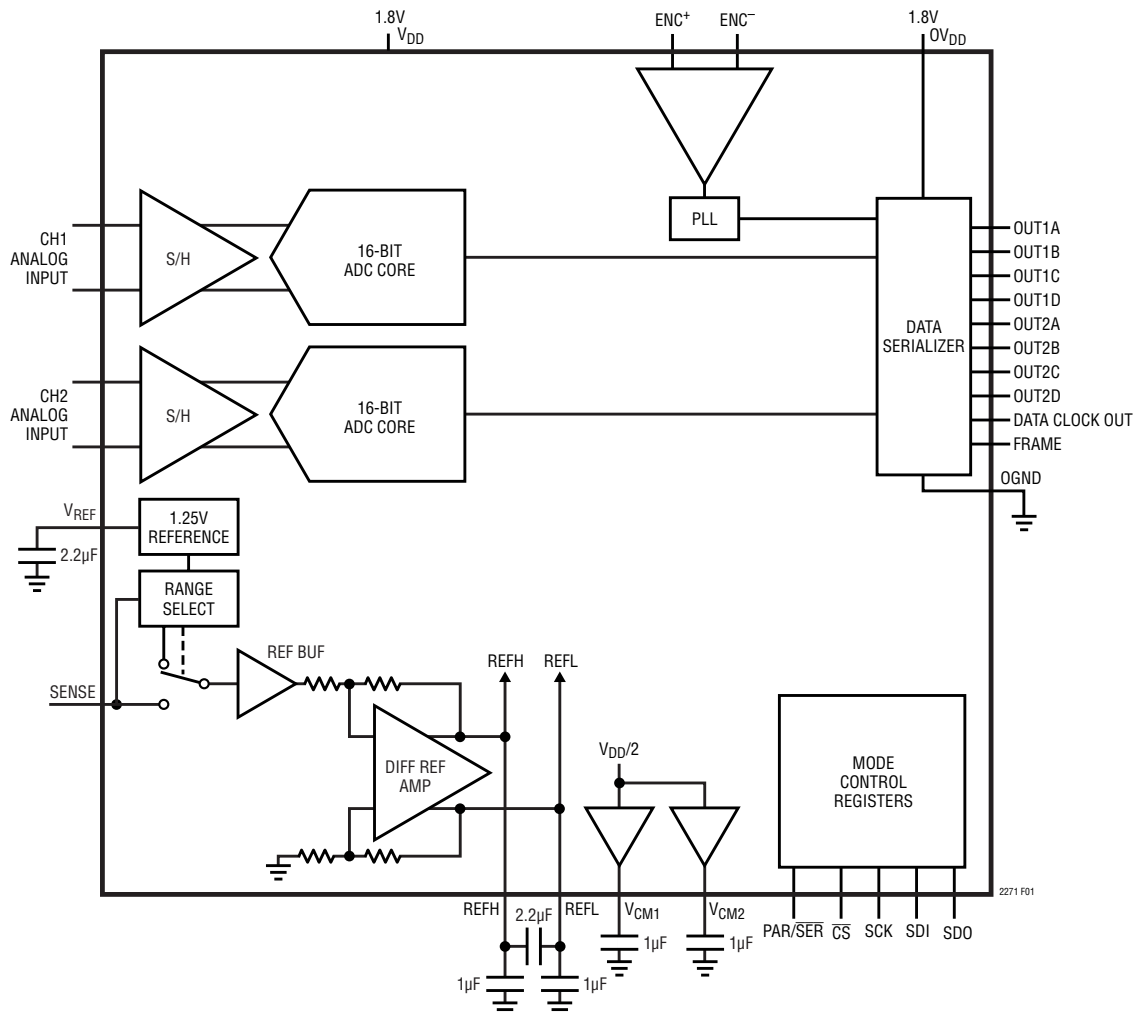 1.8V
VDD
ENC+
ENC−
1.8V
OVDD
CH1
ANALOG
INPUT
S/H
16-BIT
ADC CORE
PLL
DATA
SERIALIZER
OUT1A
OUT1B
OUT1C
OUT1D
OUT2A
OUT2B
OUT2C
OUT2D
DATA CLOCK OUT
FRAME
OGND
CH2
ANALOG
INPUT
S/H
16-BIT
ADC CORE
VREF
2.2µF
1.25V
REFERENCE
RANGE
SELECT
SENSE
REF BUF
REFH
REFL
DIFF REF
AMP
VDD/2
MODE
CONTROL
REGISTERS
2271 F01
REFH
2.2µF
REFL
VCM1
VCM2
1µF
1µF
1µF
1µF
PAR/S̅E̅R̅
C̅S̅
SCK
SDI
SDO